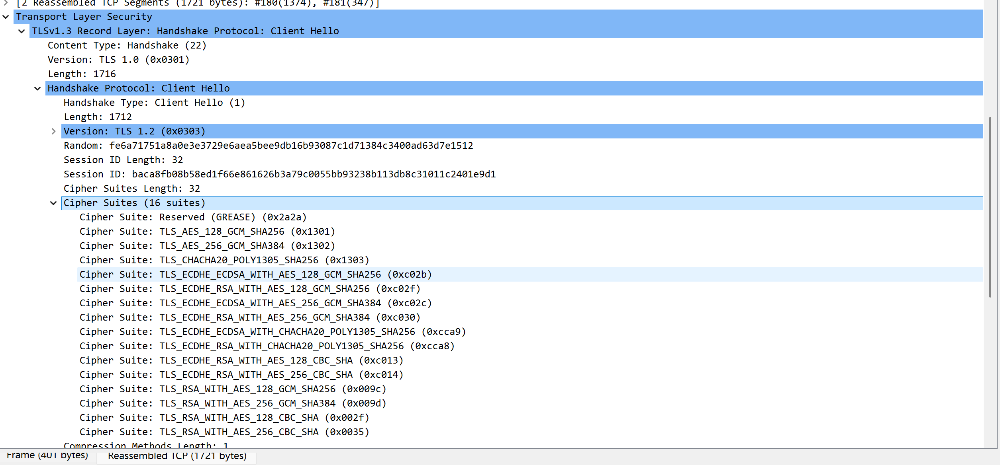 [2 Reassembled TCP Segments (1721 bytes): #180(1374), #181(347)]
Transport Layer Security
TLSv1.3 Record Layer: Handshake Protocol: Client Hello
Content Type: Handshake (22)
Version: TLS 1.0 (0x0301)
Length: 1716
Handshake Protocol: Client Hello
Handshake Type: Client Hello (1)
Length: 1712
Version: TLS 1.2 (0x0303)
Random: fe6a71751a8a0e3e3729e6aea5bee9db16b93087c1d71384c3400ad63d7e1512
Session ID Length: 32
Session ID: baca8fb08b58ed1f66e861626b3a79c0055bb93238b113db8c31011c2401e9d1
Cipher Suites Length: 32
Cipher Suites (16 suites)
Cipher Suite: Reserved (GREASE) (0x2a2a)
Cipher Suite: TLS_AES_128_GCM_SHA256 (0x1301)
Cipher Suite: TLS_AES_256_GCM_SHA384 (0x1302)
Cipher Suite: TLS_CHACHA20_POLY1305_SHA256 (0x1303)
Cipher Suite: TLS_ECDHE_ECDSA_WITH_AES_128_GCM_SHA256 (0xc02b)
Cipher Suite: TLS_ECDHE_RSA_WITH_AES_128_GCM_SHA256 (0xc02f)
Cipher Suite: TLS_ECDHE_ECDSA_WITH_AES_256_GCM_SHA384 (0xc02c)
Cipher Suite: TLS_ECDHE_RSA_WITH_AES_256_GCM_SHA384 (0xc030)
Cipher Suite: TLS_ECDHE_ECDSA_WITH_CHACHA20_POLY1305_SHA256 (0xcca9)
Cipher Suite: TLS_ECDHE_RSA_WITH_CHACHA20_POLY1305_SHA256 (0xcca8)
Cipher Suite: TLS_ECDHE_RSA_WITH_AES_128_CBC_SHA (0xc013)
Cipher Suite: TLS_ECDHE_RSA_WITH_AES_256_CBC_SHA (0xc014)
Cipher Suite: TLS_RSA_WITH_AES_128_GCM_SHA256 (0x009c)
Cipher Suite: TLS_RSA_WITH_AES_256_GCM_SHA384 (0x009d)
Cipher Suite: TLS_RSA_WITH_AES_128_CBC_SHA (0x002f)
Cipher Suite: TLS_RSA_WITH_AES_256_CBC_SHA (0x0035)
Compression Methods Length: 1
Frame (401 bytes) Reassembled TCP (1721 bytes)